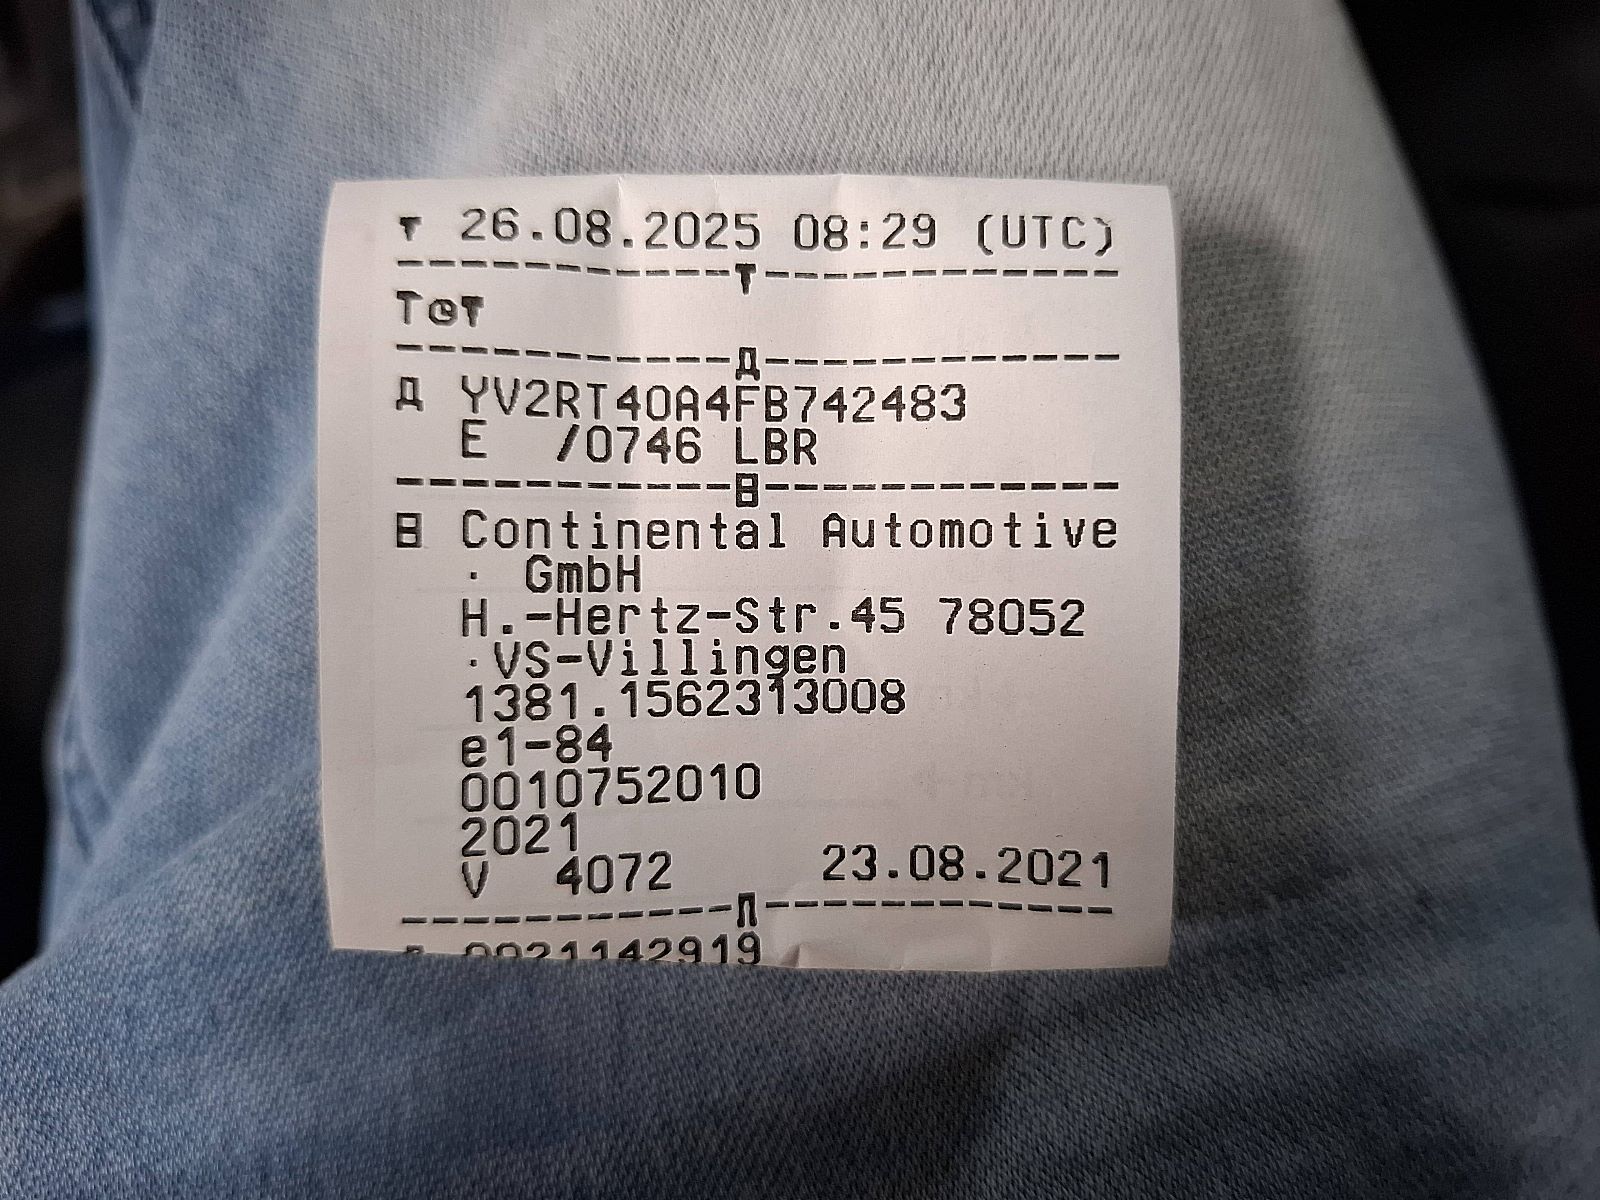 26.08.2025 08:29 (UTC)
T
YV2RT40A4FB742483
E /0746 LBR
Continental Automotive
. GmbH
H.-Hertz-Str.45 78052
.VS-Villingen
1381.1562313008
e1-84
0010752010
2021
V 4072 23.08.2021
0021142919